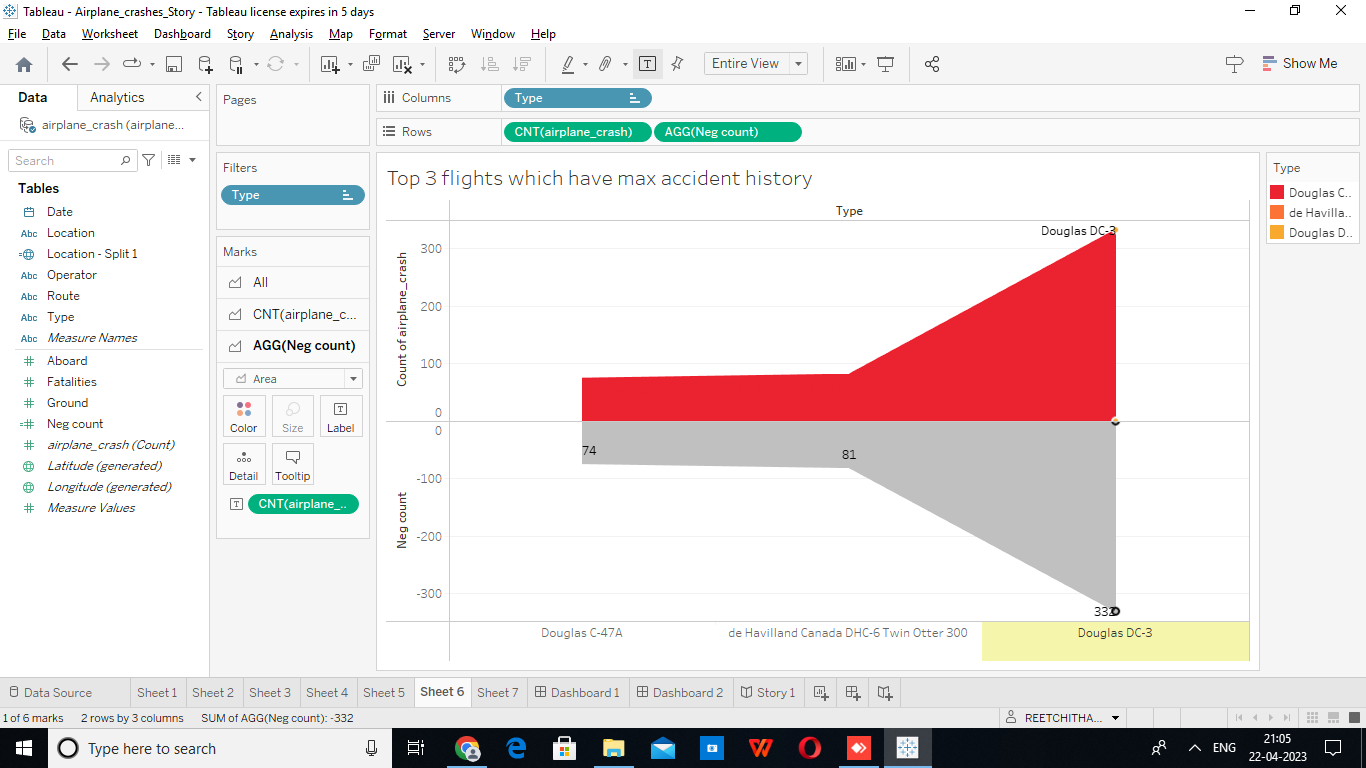 Tableau - Airplane_crashes_Story - Tableau license expires in 5 days
File Data Worksheet Dashboard Story Analysis Map Format Server Window Help
Entire View
Show Me
Data Analytics
airplane_crash (airplane...
Search
Tables
Date
Abc Location
Location - Split 1
Abc Operator
Abc Route
Abc Type
Abc Measure Names
Aboard
Fatalities
Ground
Neg count
airplane_crash (Count)
Latitude (generated)
Longitude (generated)
Measure Values
Pages
Filters
Type
Marks
All
CNT(airplane_c...
AGG(Neg count)
Area
Color Size Label
Detail Tooltip
CNT(airplane_..
Columns Type
Rows CNT(airplane_crash) AGG(Neg count)
Top 3 flights which have max accident history
Type
Douglas DC-3
300
200
100
0
Count of airplane_crash
0
-100
-200
-300
Neg count
74
81
332
Douglas C-47A de Havilland Canada DHC-6 Twin Otter 300 Douglas DC-3
Type
Douglas C..
de Havilla..
Douglas D..
Data Source Sheet 1 Sheet 2 Sheet 3 Sheet 4 Sheet 5 Sheet 6 Sheet 7 Dashboard 1 Dashboard 2 Story 1
1 of 6 marks 2 rows by 3 columns SUM of AGG(Neg count): -332
REETCHITHA...
Type here to search
ENG
21:05
22-04-2023